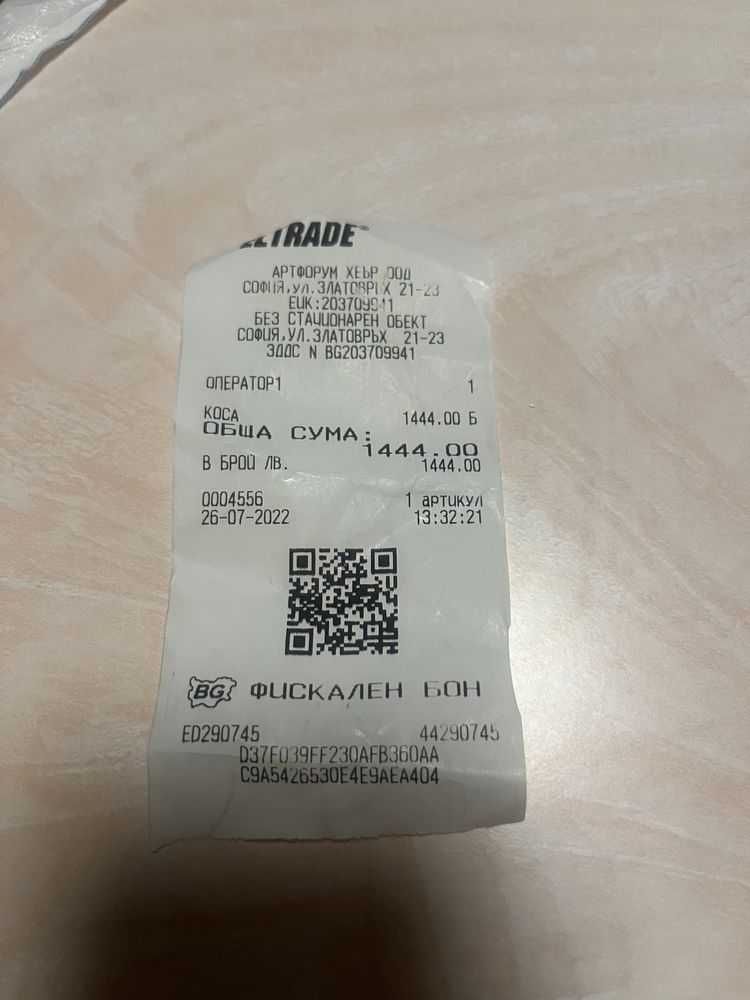 ELTRADE
АРТФОРУМ ХЕЪР ООД
СОФИЯ,УЛ.ЗЛАТОВРЪХ 21-23
ЕИК:203709941
БЕЗ СТАЦИОНАРЕН ОБЕКТ
СОФИЯ,УЛ.ЗЛАТОВРЪХ 21-23
ЗДДС N BG203709941
ОПЕРАТОР1 1
КОСА 1444.00 Б
ОБЩА СУМА: 1444.00
В БРОЙ ЛВ. 1444.00
0004556 1 артикул
26-07-2022 13:32:21
BG ФИСКАЛЕН БОН
ED290745 44290745
D37F039FF230AFB360AA
C9A5426530E4E9AEA404